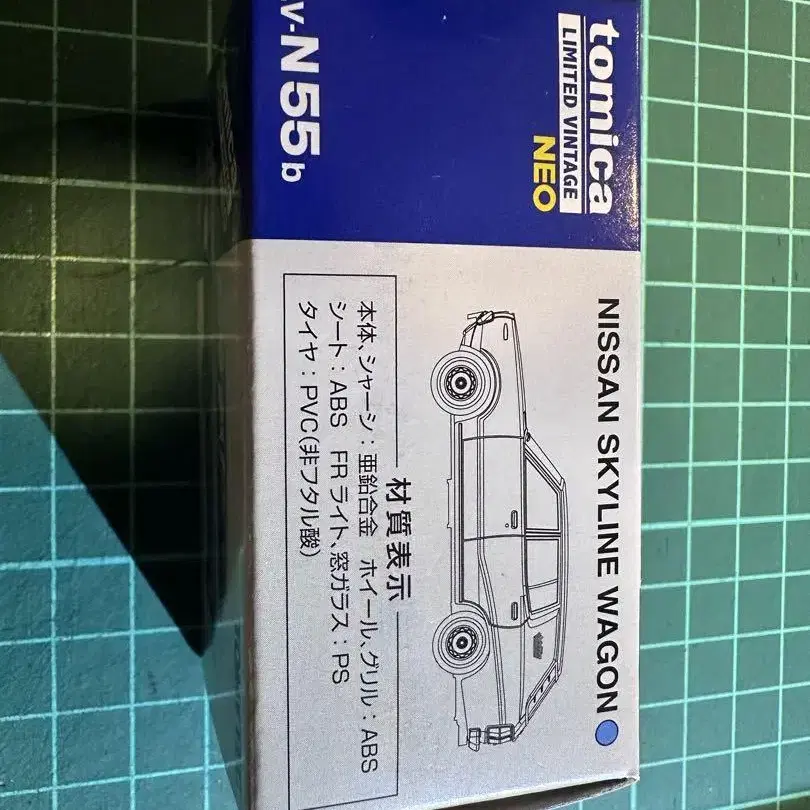 tomica
LIMITED VINTAGE
NEO
V-N55b
NISSAN SKYLINE WAGON
材質表示
本体、シャーシ：亜鉛合金　ホイール、グリル：ABS
シート：ABS　FRライト、窓ガラス：PS
タイヤ：PVC(非フタル酸)